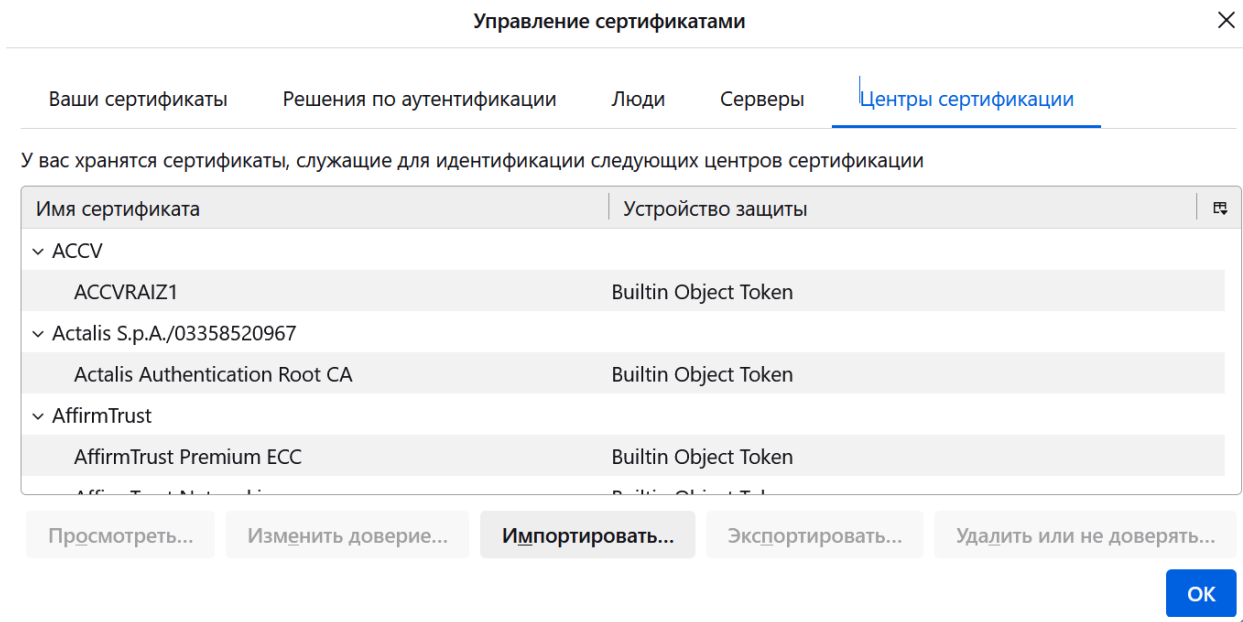 Управление сертификатами
Ваши сертификаты Решения по аутентификации Люди Серверы Центры сертификации
У вас хранятся сертификаты, служащие для идентификации следующих центров сертификации
Имя сертификата Устройство защиты
ACCV
ACCVRAIZ1 Builtin Object Token
Actalis S.p.A./03358520967
Actalis Authentication Root CA Builtin Object Token
AffirmTrust
AffirmTrust Premium ECC Builtin Object Token
Просмотреть... Изменить доверие... Импортировать... Экспортировать... Удалить или не доверять...
ОК